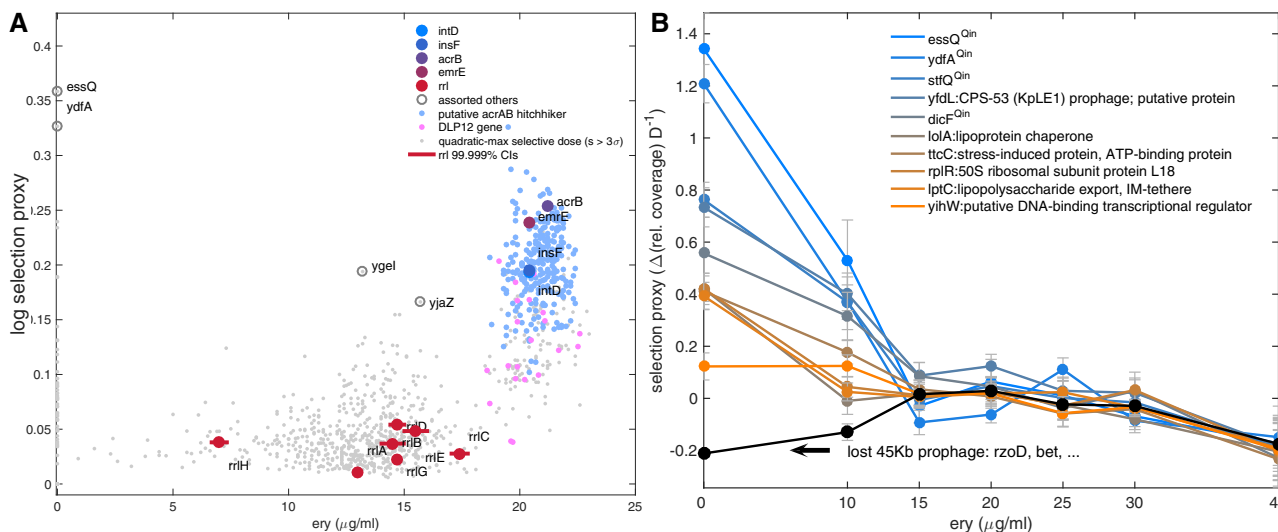 A
log selection proxy
0.4
0.35
0.3
0.25
0.2
0.15
0.1
0.05
0
0 5 10 15 20 25
ery (μg/ml)
essQ
ydfA
intD
insF
acrB
emrE
rrl
assorted others
putative acrAB hitchhiker
DLP12 gene
quadratic-max selective dose (s > 3σ)
rrl 99.999% CIs
acrB
emrE
insF
intD
ygeI
yjaZ
rrlD
rrlB
rrlC
rrlA
rrlE
rrlH
rrlG
B
selection proxy (Δ(rel. coverage) D⁻¹)
1.4
1.2
1
0.8
0.6
0.4
0.2
0
-0.2
0 10 15 20 25 30
ery (μg/ml)
essQ^Qin
ydfA^Qin
stfQ^Qin
yfdL:CPS-53 (KpLE1) prophage; putative protein
dicF^Qin
lolA:lipoprotein chaperone
ttcC:stress-induced protein, ATP-binding protein
rplR:50S ribosomal subunit protein L18
lptC:lipopolysaccharide export, IM-tethere
yihW:putative DNA-binding transcriptional regulator
lost 45Kb prophage: rzoD, bet, ...